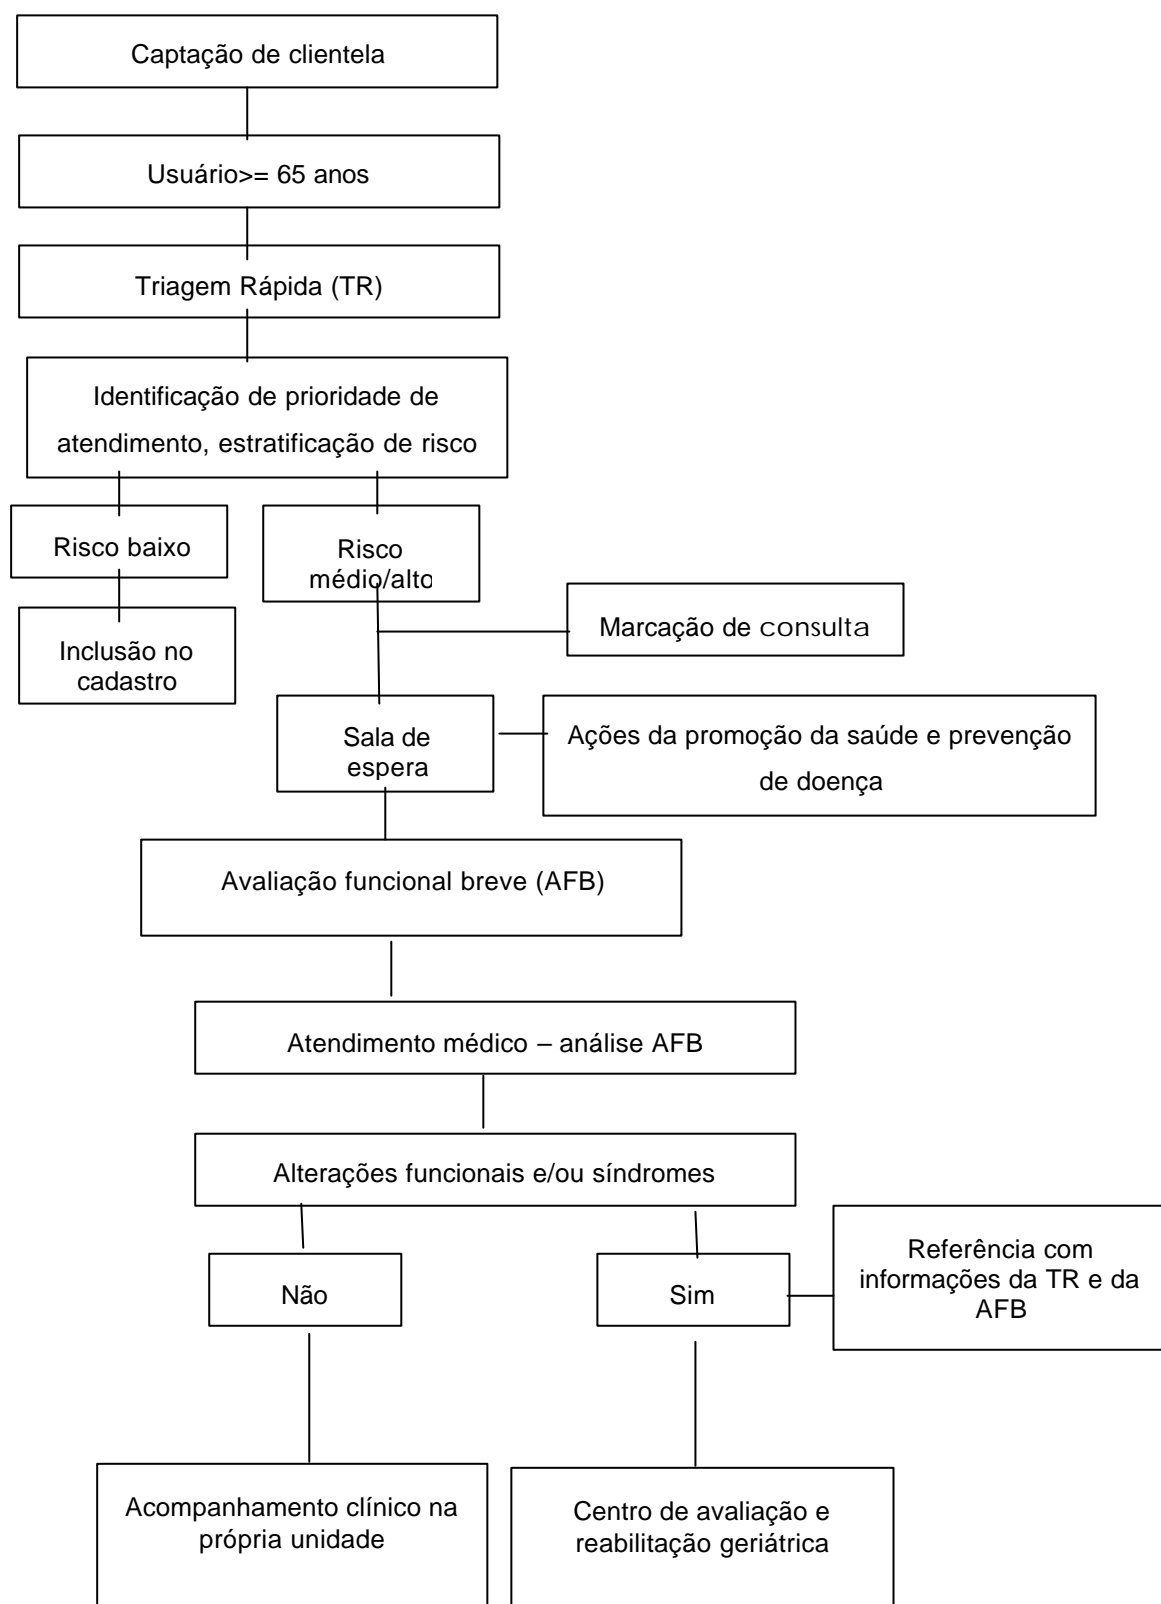 Captação de clientela
Usuário>= 65 anos
Triagem Rápida (TR)
Identificação de prioridade de
atendimento, estratificação de risco
Risco baixo
Risco
médio/alto
Marcação de consulta
Inclusão no
cadastro
Sala de
espera
Ações da promoção da saúde e prevenção
de doença
Avaliação funcional breve (AFB)
Atendimento médico – análise AFB
Alterações funcionais e/ou síndromes
Não
Sim
Referência com
informações da TR e da
AFB
Acompanhamento clínico na
própria unidade
Centro de avaliação e
reabilitação geriátrica